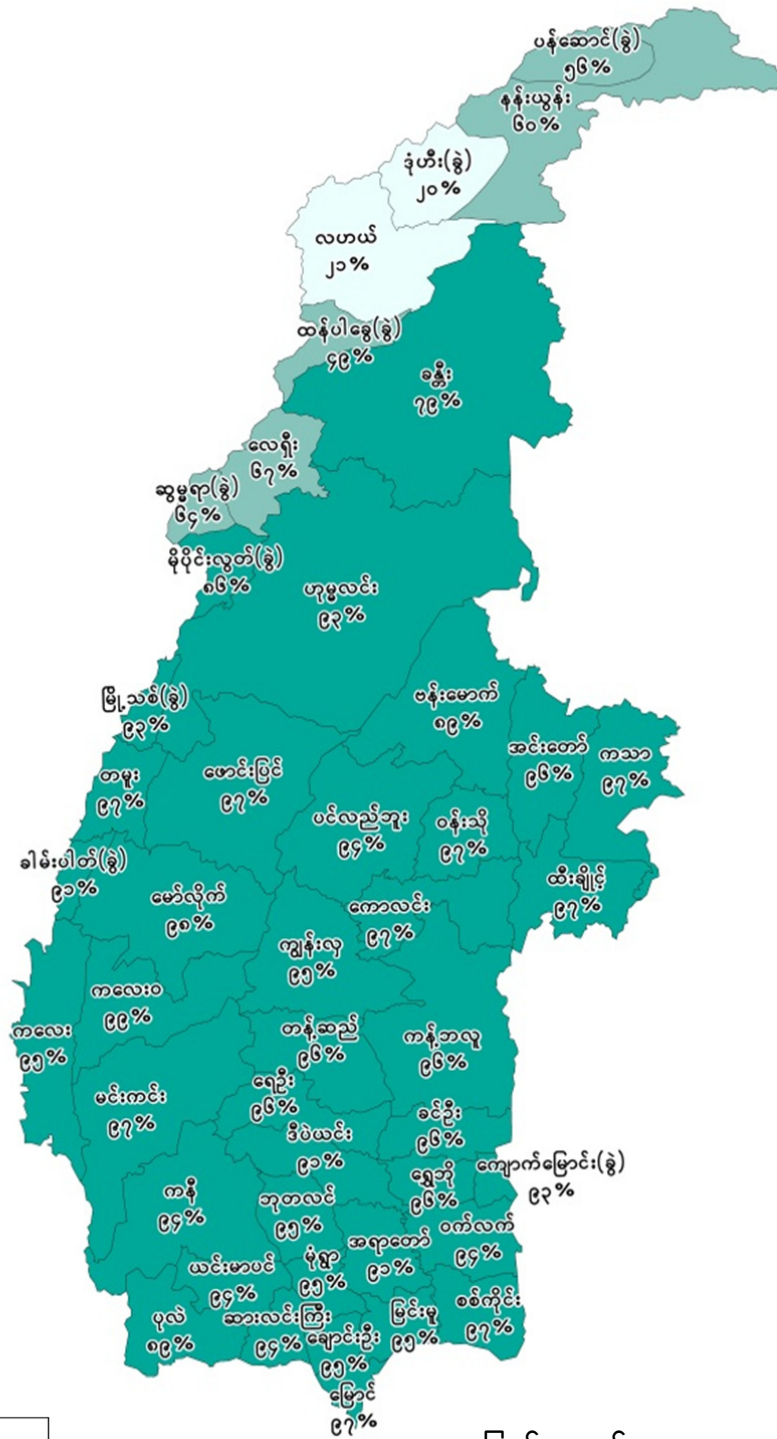 ပန်ဆောင်(ခွဲ)
၅၆%
နန်းယွန်း
၆၀%
ဒုံဟီး(ခွဲ)
၂၀%
လဟယ်
၂၁%
ထန်ပါခွေ(ခွဲ)
၄၉%
ခန္တီး
၇၉%
လေရှီး
၆၇%
ဆွမ္မရာ(ခွဲ)
၆၄%
မိုပိုင်းလွတ်(ခွဲ)
၈၆%
ဟုမ္မလင်း
၉၃%
မြို့သစ်(ခွဲ)
၉၃%
ဗန်းမောက်
၈၉%
အင်းတော်
၉၆%
ကသာ
၉၇%
တမူး
၉၇%
ဖောင်းပြင်
၉၇%
ပင်လည်ဘူး
၉၄%
ဝန်းသို
၉၇%
ခါမ်းပါတ်(ခွဲ)
၉၁%
မော်လိုက်
၉၈%
ထီးချိုင့်
၉၇%
ကောလင်း
၉၇%
ကျွန်းလှ
၉၅%
ကလေးဝ
၉၉%
ကလေး
၉၅%
တန့်ဆည်
၉၆%
ကန့်ဘလူ
၉၆%
မင်းကင်း
၉၇%
ရေဦး
၉၆%
ခင်ဦး
၉၆%
ဒီပဲယင်း
၉၁%
ကျောက်မြောင်း(ခွဲ)
၉၃%
ရွှေဘို
၉၆%
ကနီ
၉၄%
ဘုတလင်
၉၅%
ဝက်လက်
၉၄%
အရာတော်
၉၁%
မုံရွာ
၉၅%
ယင်းမာပင်
၉၄%
စစ်ကိုင်း
၉၇%
မြင်းမူ
၉၅%
ပုလဲ
၈၉%
ဆားလင်းကြီး
၉၄%
ချောင်းဦး
၉၅%
မြောင်
၉၇%